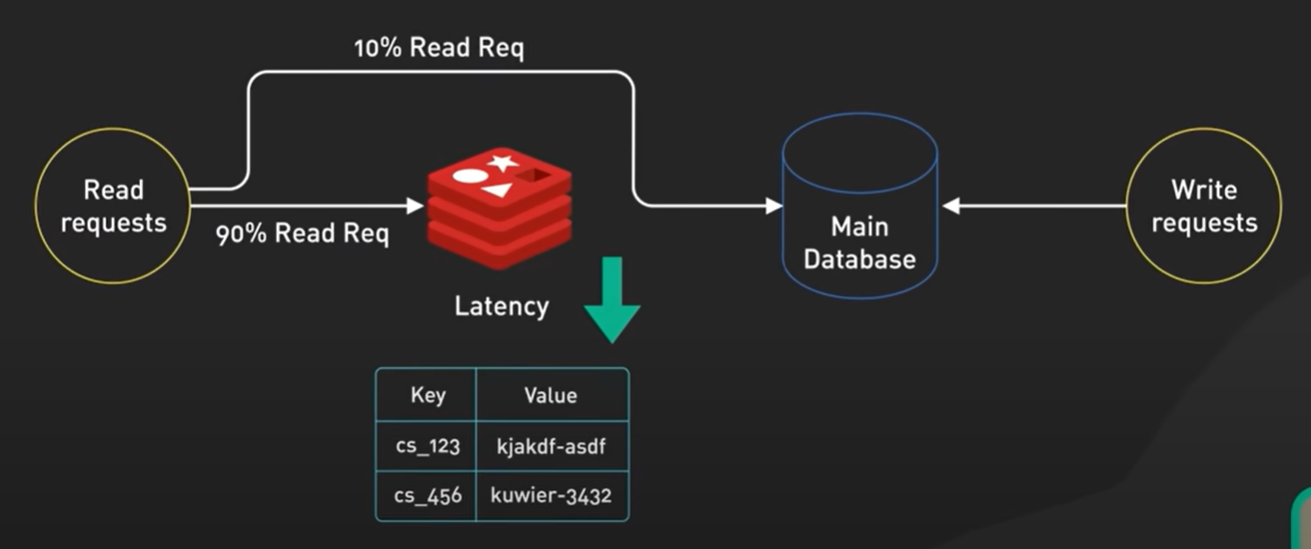 10% Read Req
Read
requests
90% Read Req
Latency
Main
Database
Write
requests
Key Value
cs_123 kjakdf-asdf
cs_456 kuwier-3432